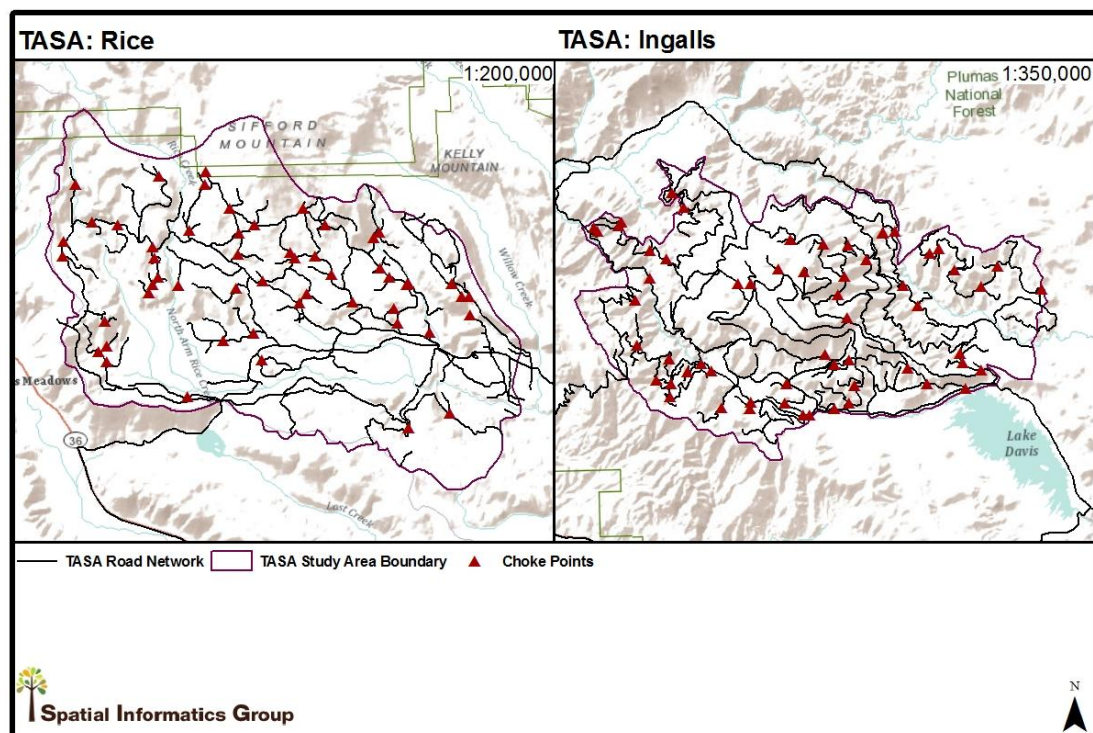 TASA: Rice
TASA: Ingalls
1:200,000
1:350,000
Plumas
National
Forest
SIFFORD
MOUNTAIN
KELLY
MOUNTAIN
Rice Creek
Willow Creek
North Arm Rice Creek
s Meadows
36
Lost Creek
Lake
Davis
TASA Road Network
TASA Study Area Boundary
Choke Points
Spatial Informatics Group
N